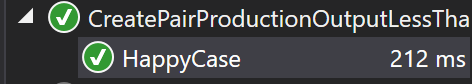 CreatePairProductionOutputLessTha
HappyCase 212 ms